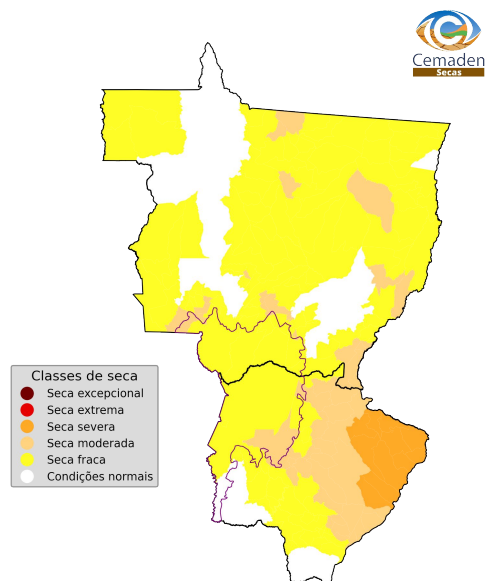 Cemaden
Secas
Classes de seca
Seca excepcional
Seca extrema
Seca severa
Seca moderada
Seca fraca
Condições normais